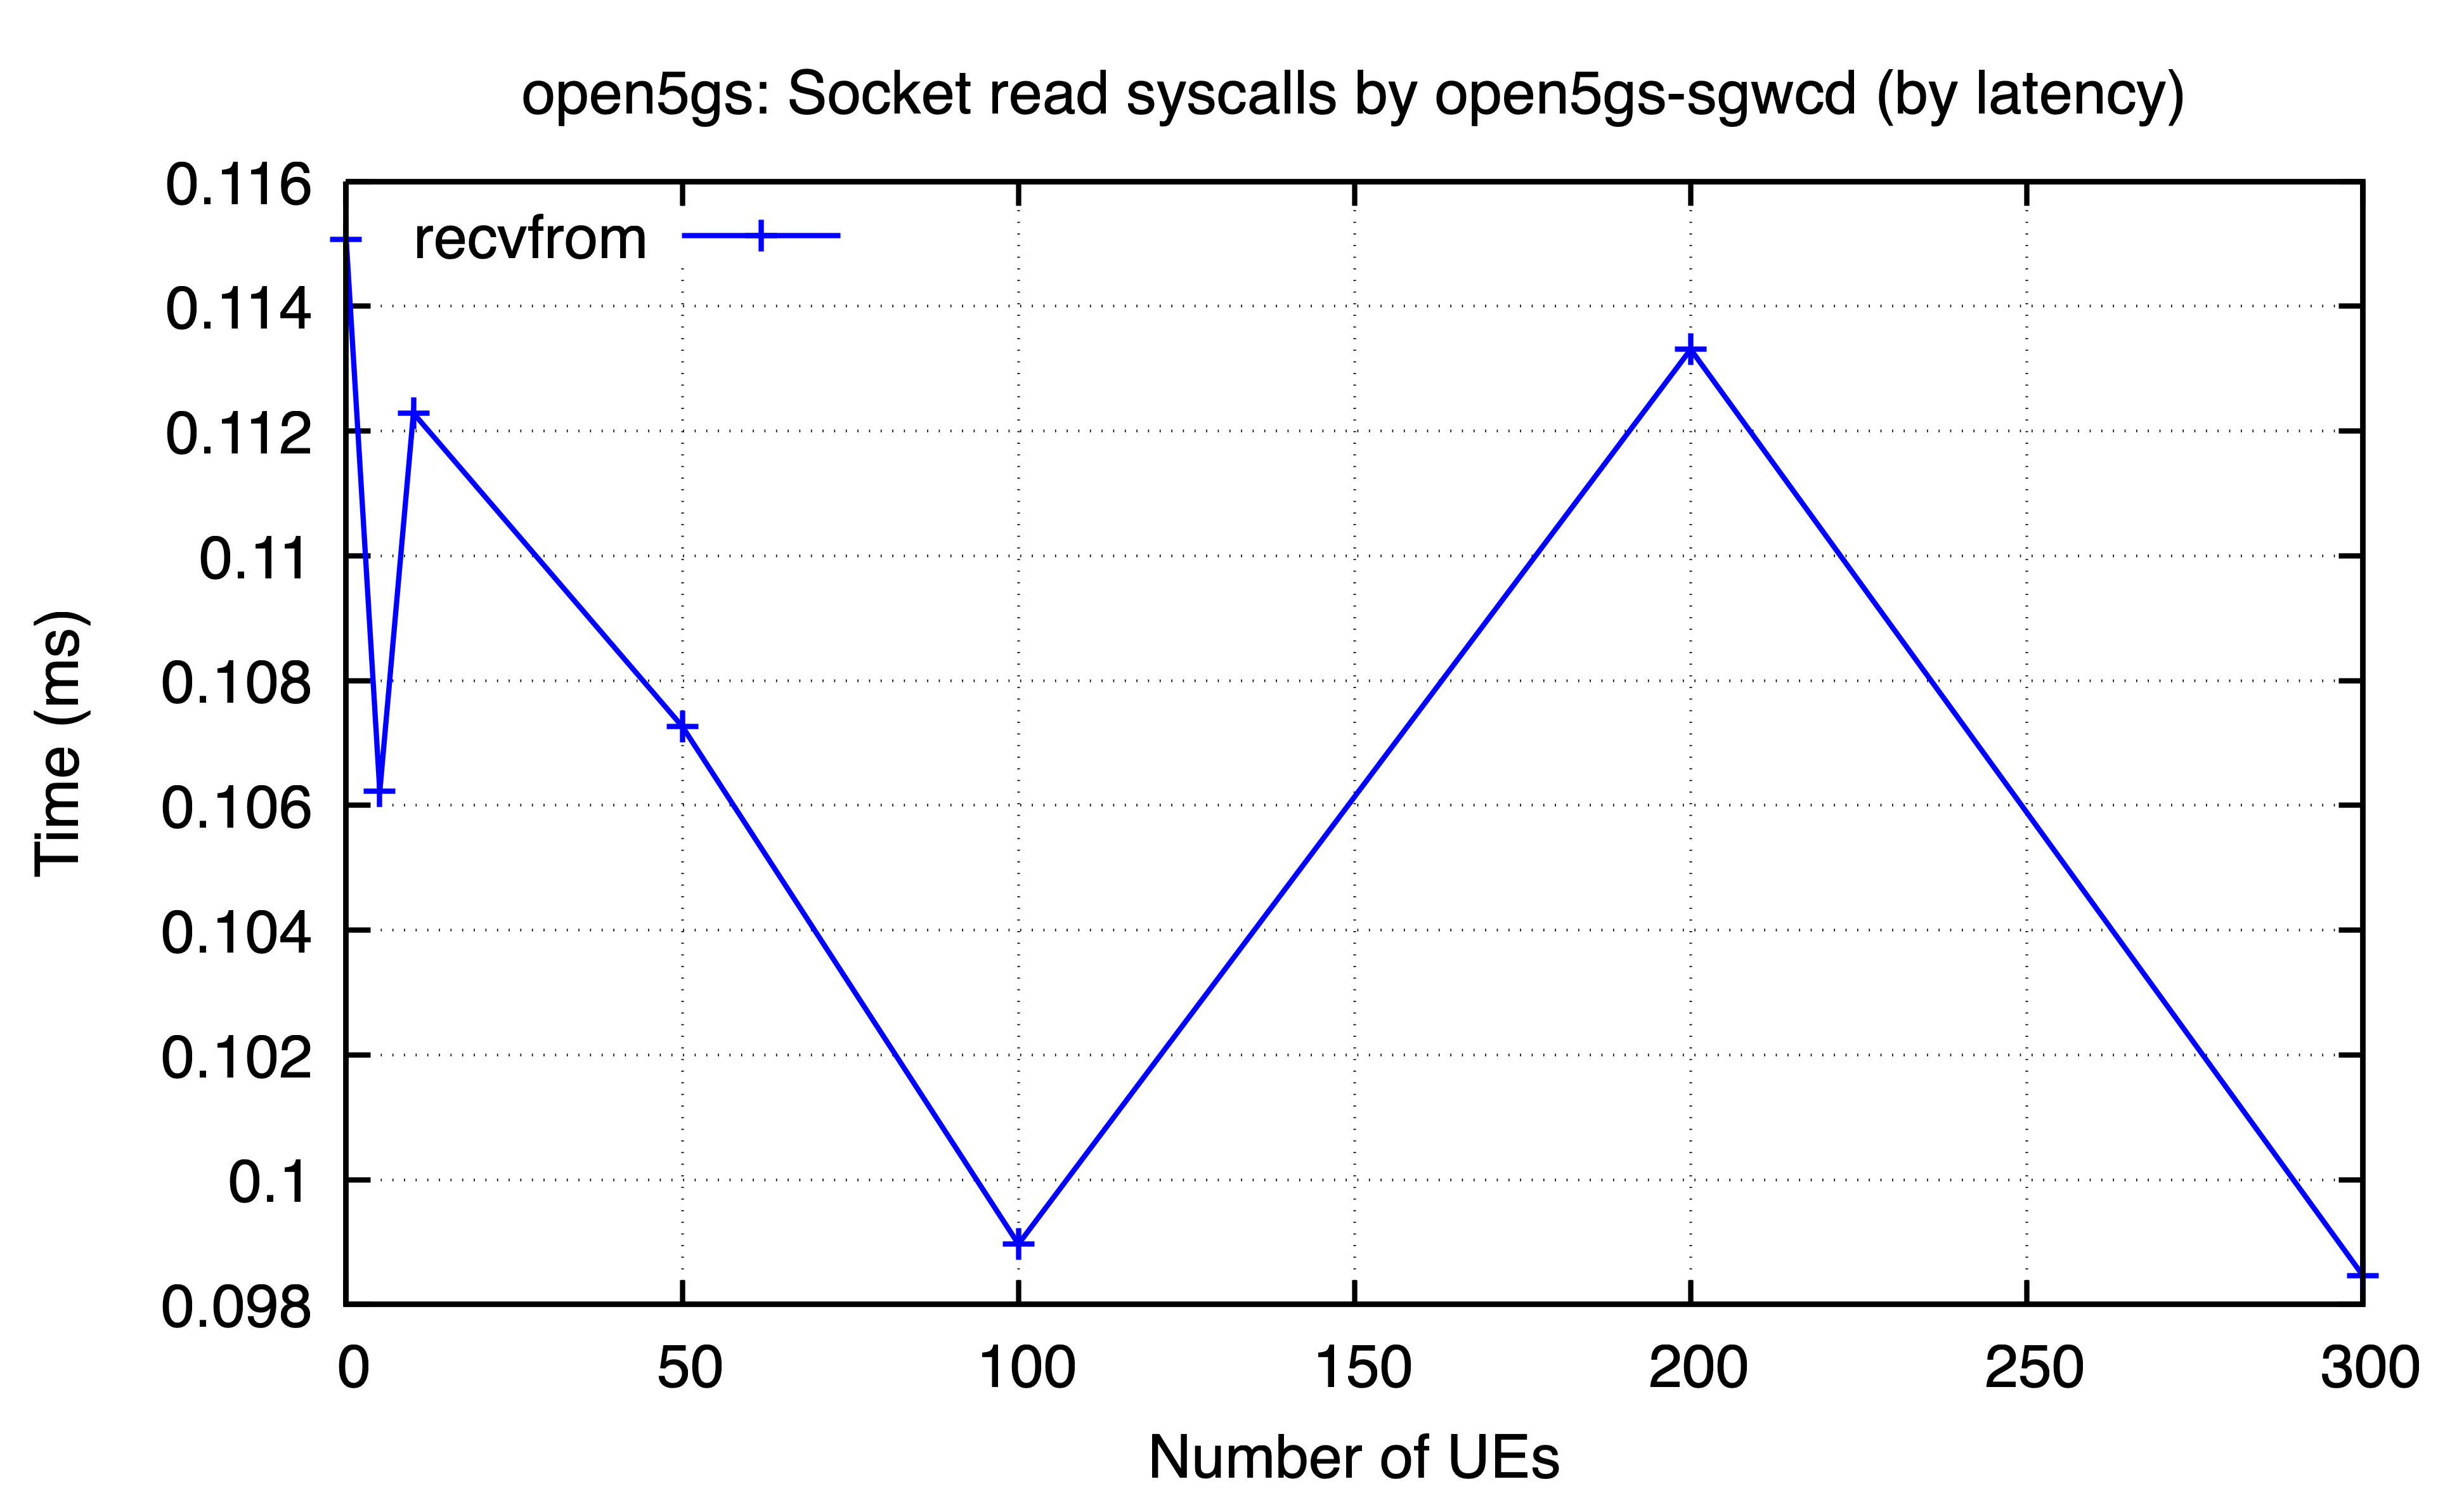 open5gs: Socket read syscalls by open5gs-sgwcd (by latency)
0.116
recvfrom
0.114
0.112
0.11
0.108
0.106
0.104
0.102
0.1
0.098
Time (ms)
0 50 100 150 200 250 300
Number of UEs